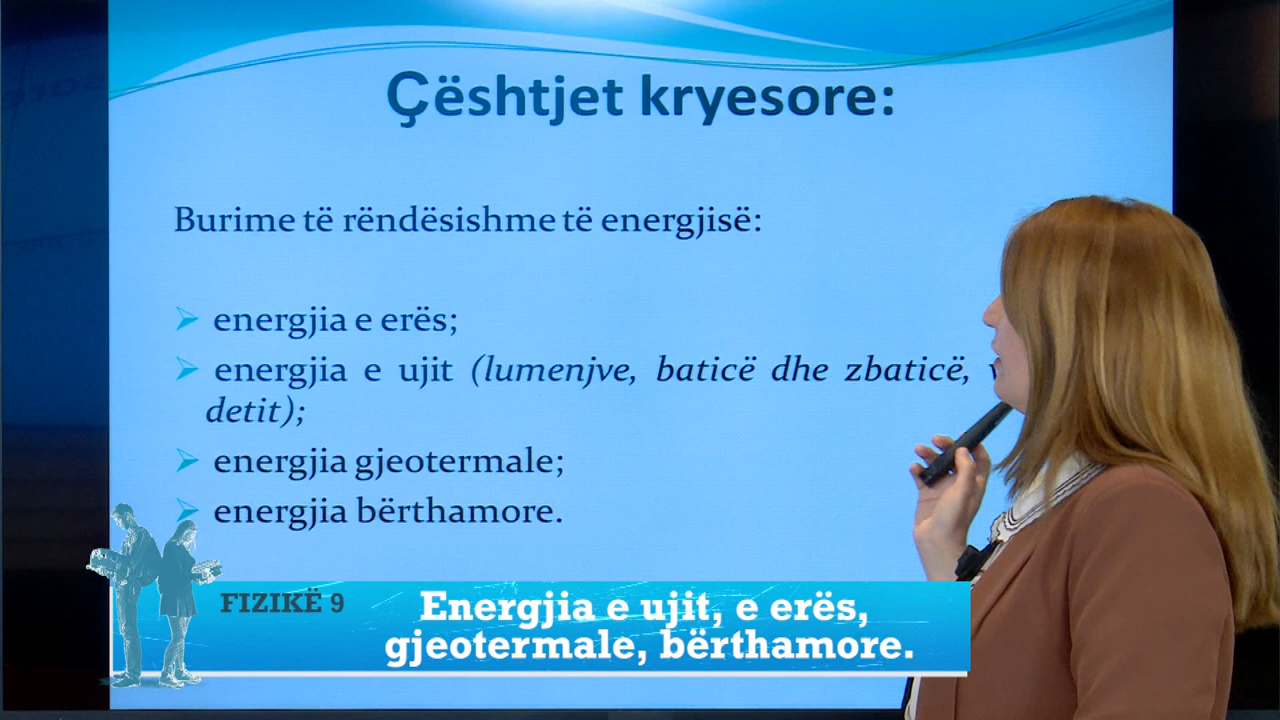 Çështjet kryesore:
Burime të rëndësishme të energjisë:
energjia e erës;
energjia e ujit (lumenjve, baticë dhe zbaticë,
detit);
energjia gjeotermale;
energjia bërthamore.
FIZIKË 9
Energjia e ujit, e erës,
gjeotermale, bërthamore.